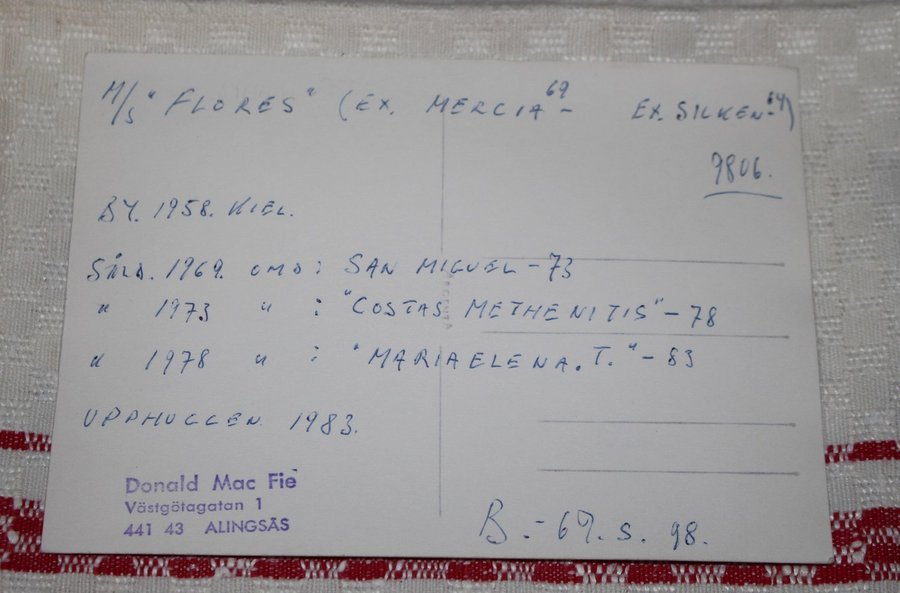 M/S "FLORES" (EX. MERCIA 69 - EX. SILKEN - 64)
9806.
BY. 1958. KIEL.
SÅLD. 1969. OMD: SAN MIGUEL - 73
" 1973 " : "COSTAS METHENITIS" - 78
" 1978 " : "MARIAELENA. T." - 83
UPPHUGGEN 1983.
Donald Mac Fie
Västgötagatan 1
441 43 ALINGSÅS
B. - 69. S. 98.